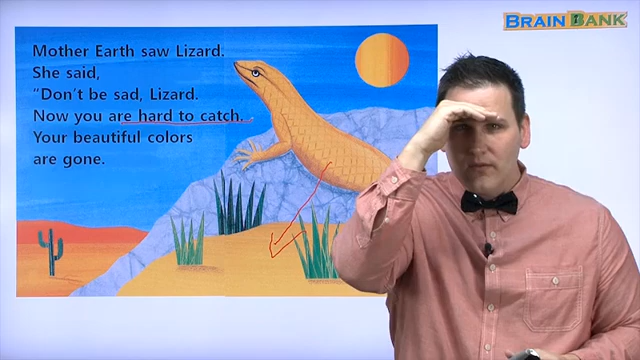 BRAIN BANK
Mother Earth saw Lizard.
She said,
"Don't be sad, Lizard.
Now you are hard to catch.
Your beautiful colors
are gone.